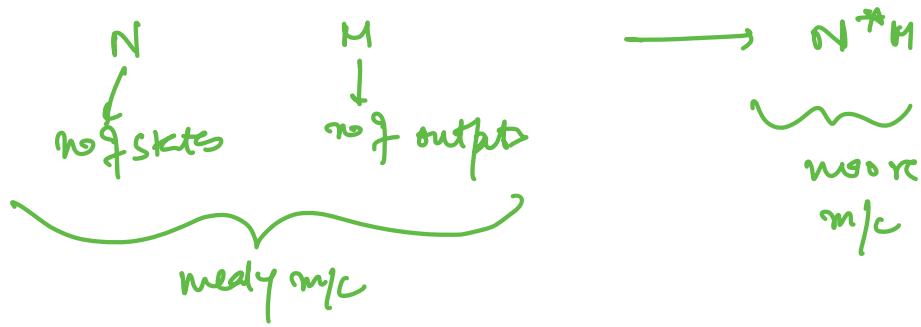 N M → N*M
no of states no of outputs
moore
m/c
mealy m/c